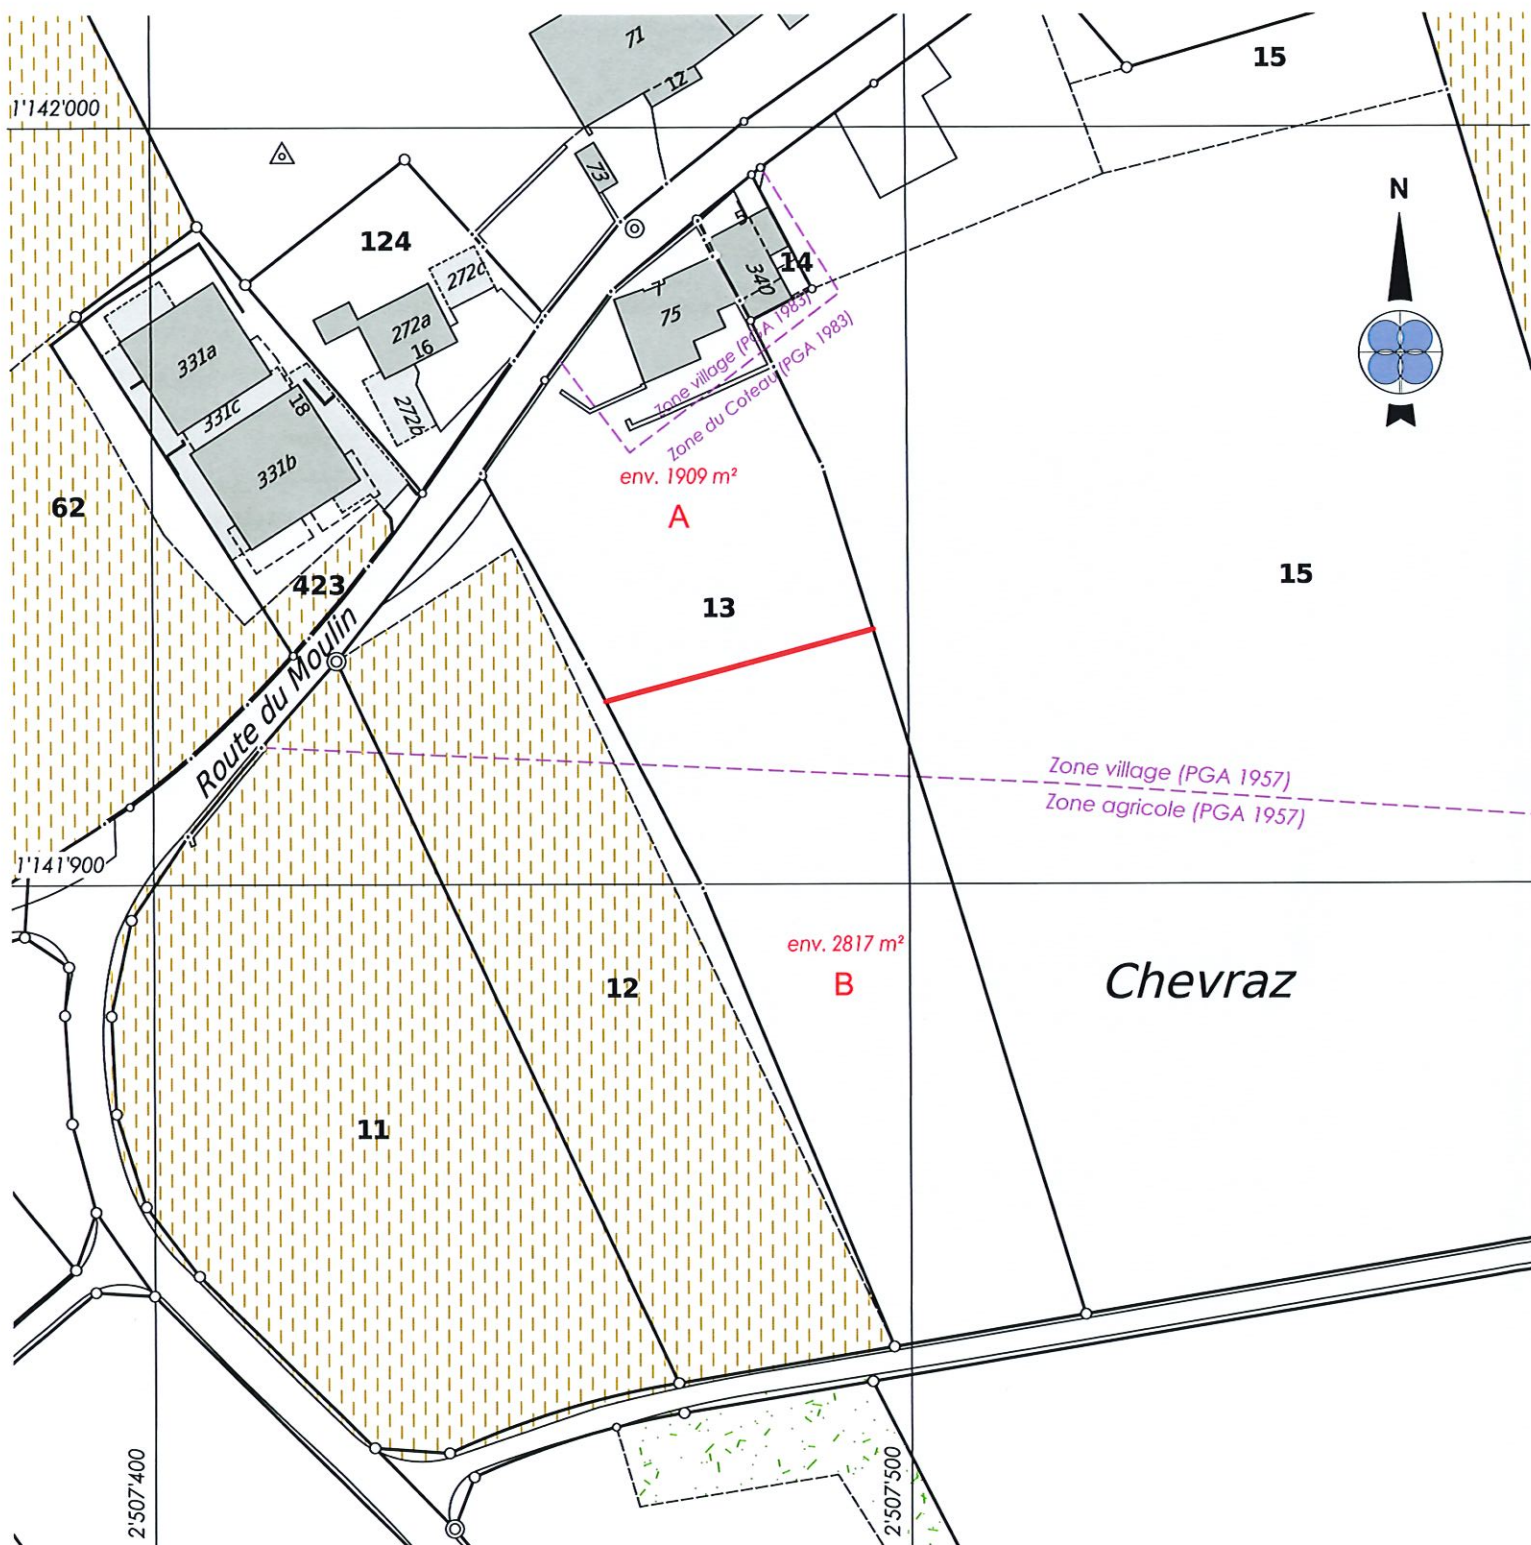 71
12
15
1'142'000
73
N
124
5
14
272c
340
7
75
272a
16
331a
Zone village (PGA 1983)
Zone du Coteau (PGA 1983)
331c
18
272b
331b
env. 1909 m²
A
62
15
423
13
Route du Moulin
Zone village (PGA 1957)
Zone agricole (PGA 1957)
1'141'900
env. 2817 m²
B
12
Chevraz
11
2'507'400
2'507'500